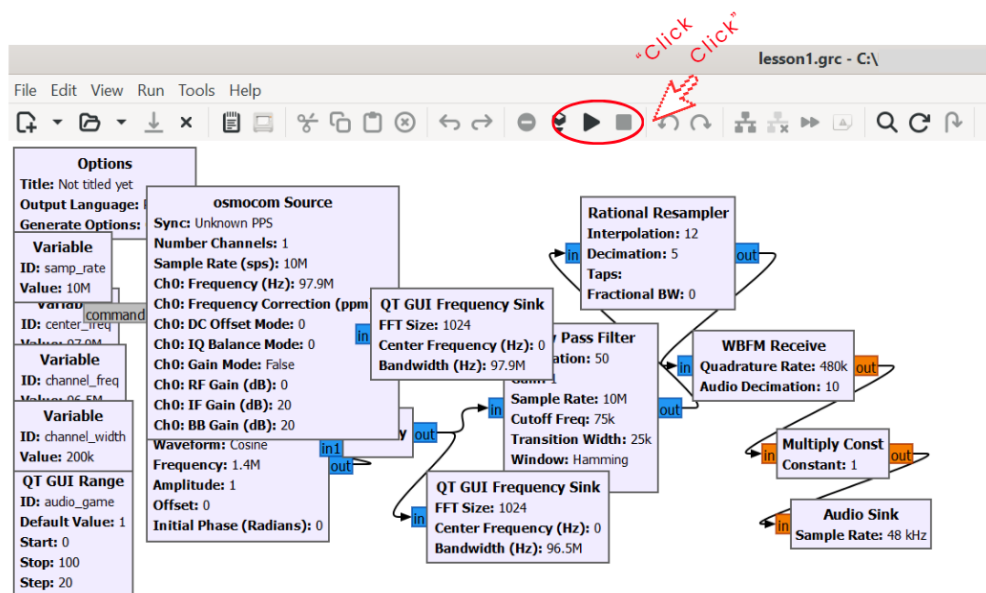 "Click
Click"
lesson1.grc - C:\
File Edit View Run Tools Help
Options
Title: Not titled yet
Output Language:
Generate Options:
Variable
ID: samp_rate
Value: 10M
ID: center_freq
Value: 97.9M
command
Variable
ID: channel_freq
Value: 96.5M
Variable
ID: channel_width
Value: 200k
QT GUI Range
ID: audio_game
Default Value: 1
Start: 0
Stop: 100
Step: 20
osmocom Source
Sync: Unknown PPS
Number Channels: 1
Sample Rate (sps): 10M
Ch0: Frequency (Hz): 97.9M
Ch0: Frequency Correction (ppm
Ch0: DC Offset Mode: 0
Ch0: IQ Balance Mode: 0
Ch0: Gain Mode: False
Ch0: RF Gain (dB): 0
Ch0: IF Gain (dB): 20
Ch0: BB Gain (dB): 20
Waveform: Cosine
Frequency: 1.4M
Amplitude: 1
Offset: 0
Initial Phase (Radians): 0
in1
out
y
out
in
QT GUI Frequency Sink
FFT Size: 1024
Center Frequency (Hz): 0
Bandwidth (Hz): 97.9M
in
Pass Filter
ation: 50
1
Sample Rate: 10M
Cutoff Freq: 75k
Transition Width: 25k
Window: Hamming
out
in
QT GUI Frequency Sink
FFT Size: 1024
Center Frequency (Hz): 0
Bandwidth (Hz): 96.5M
in
Rational Resampler
Interpolation: 12
Decimation: 5
Taps:
Fractional BW: 0
out
in
WBFM Receive
Quadrature Rate: 480k
Audio Decimation: 10
out
in
Multiply Const
Constant: 1
out
in
Audio Sink
Sample Rate: 48 kHz